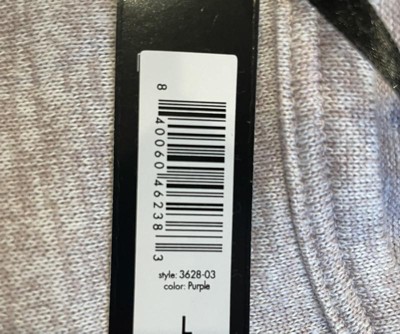 8 40060 46238 3
style: 3628-03
color: Purple
L